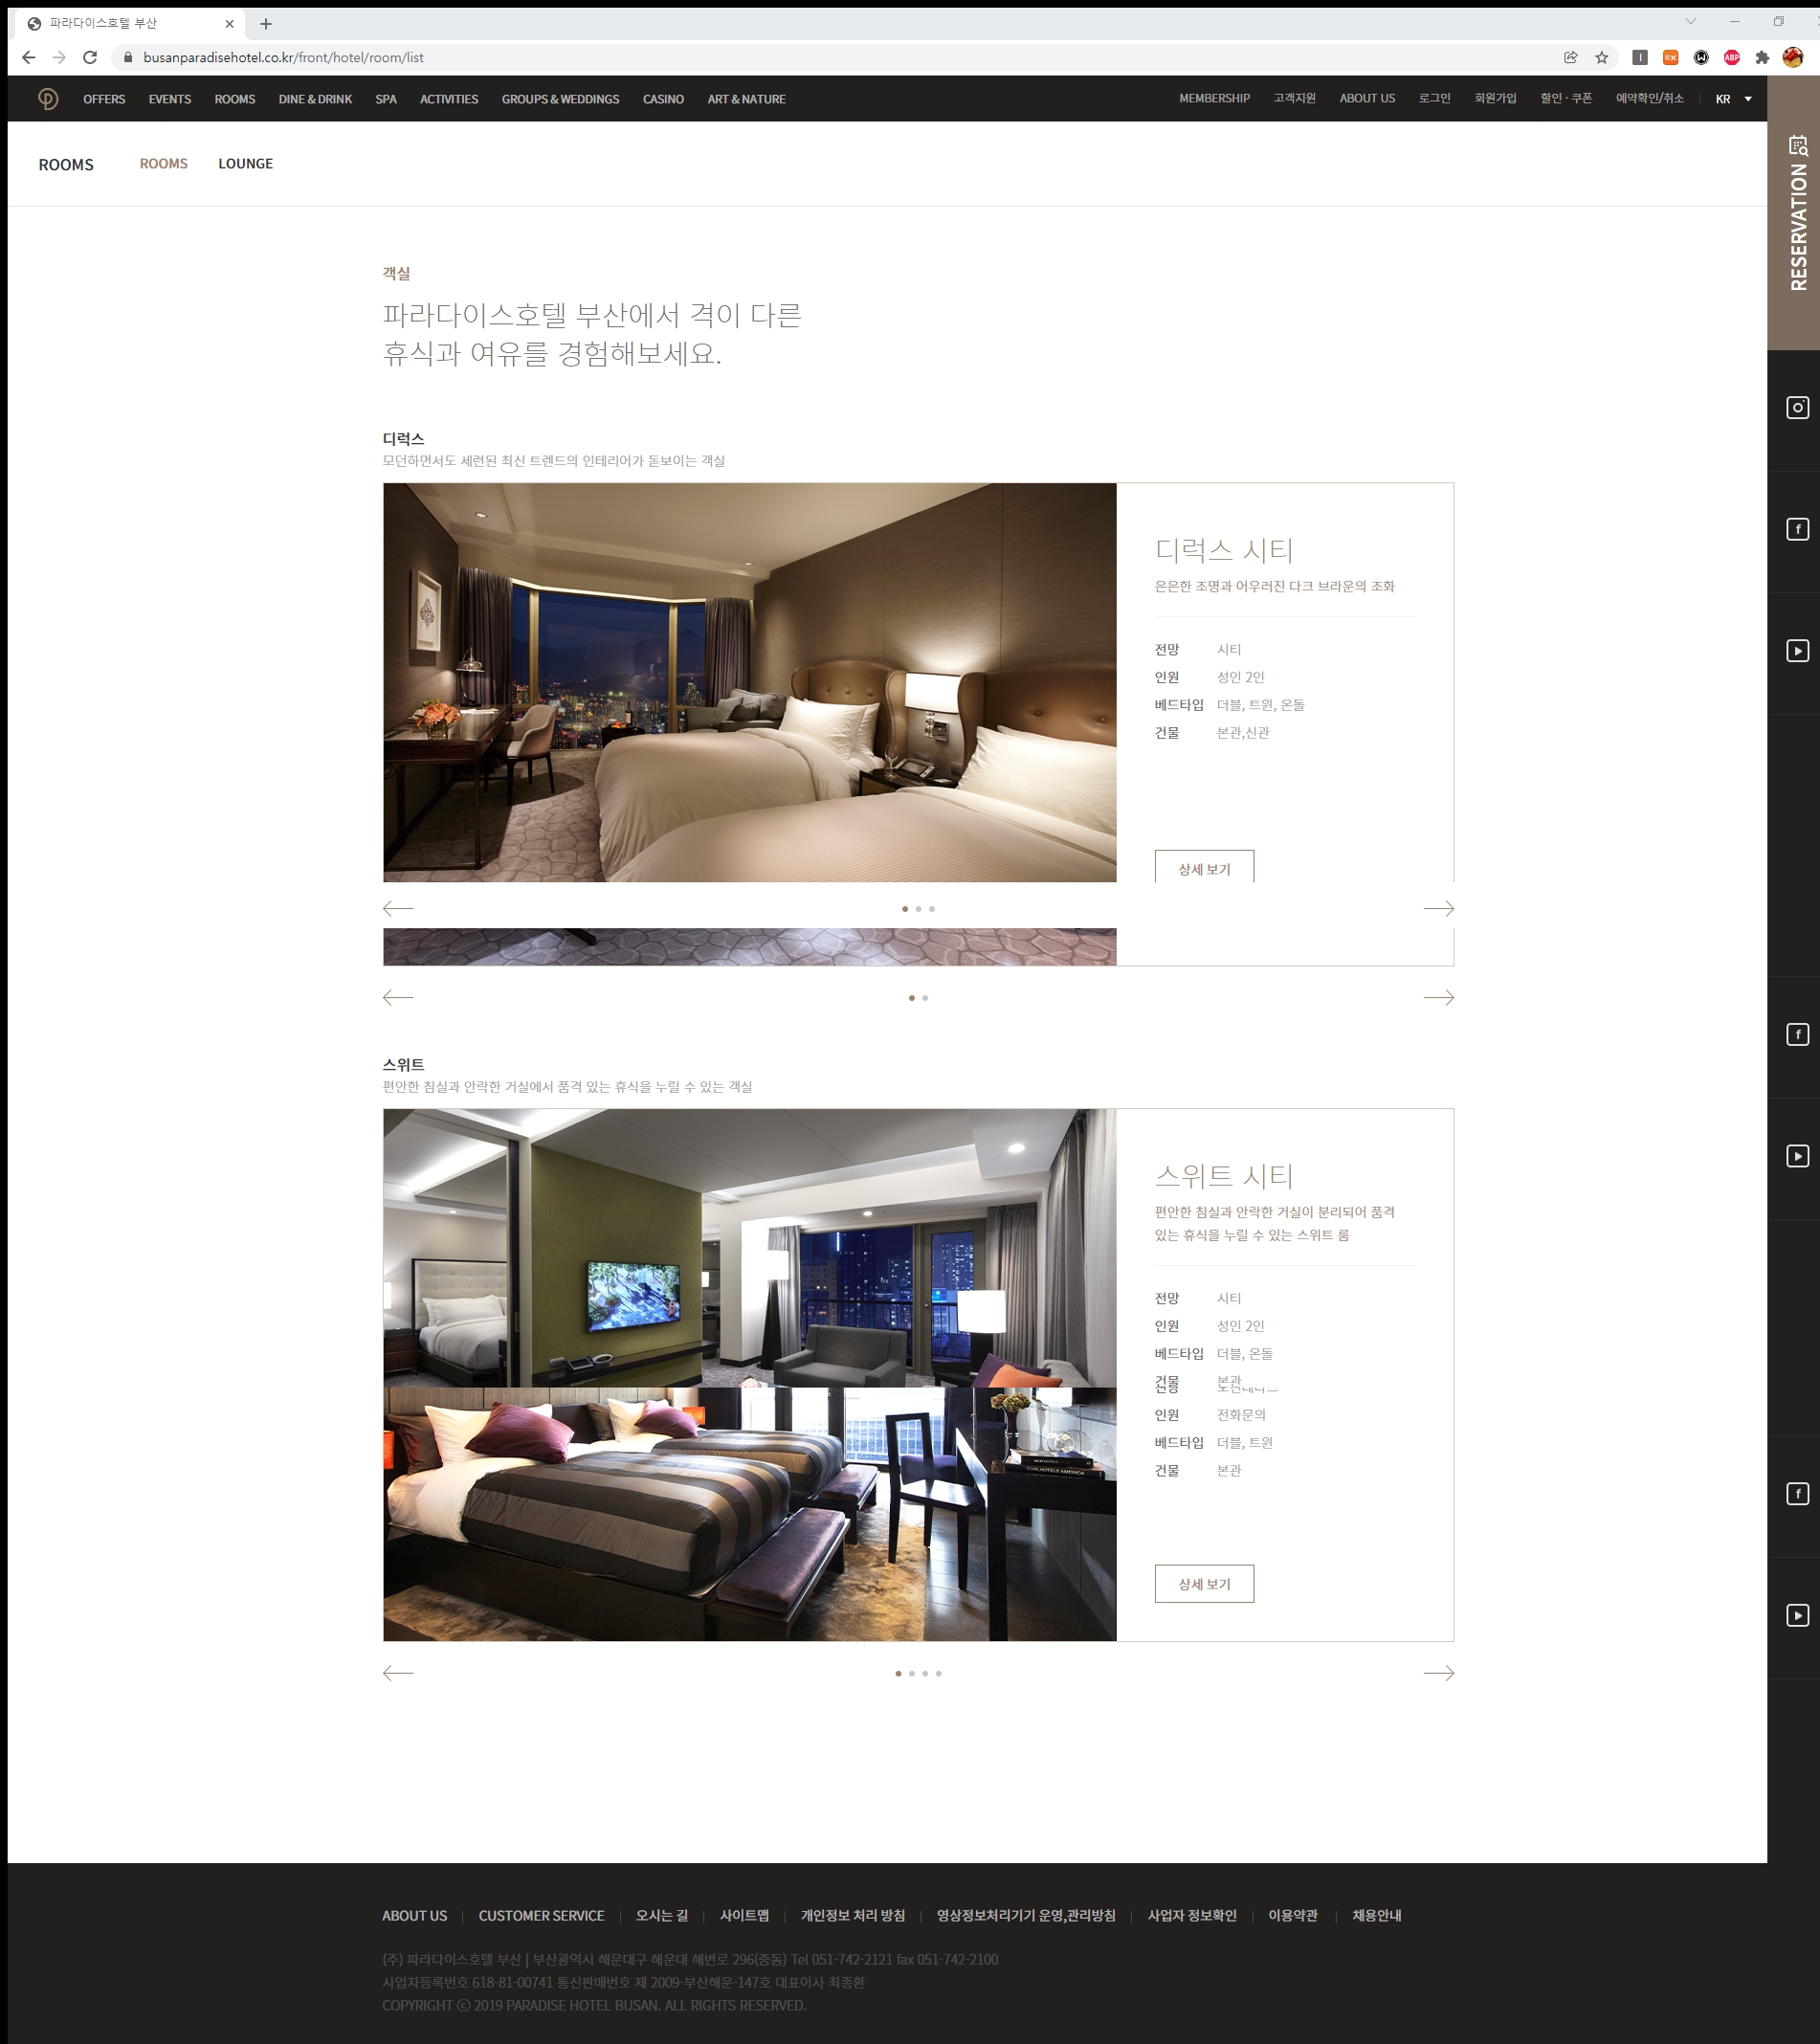 파라다이스호텔 부산
busanparadisehotel.co.kr/front/hotel/room/list
OFFERS EVENTS ROOMS DINE & DRINK SPA ACTIVITIES GROUPS & WEDDINGS CASINO ART & NATURE MEMBERSHIP 고객지원 ABOUT US 로그인 회원가입 할인 · 쿠폰 예약확인/취소 KR
RESERVATION
ROOMS ROOMS LOUNGE
객실
파라다이스호텔 부산에서 격이 다른
휴식과 여유를 경험해보세요.
디럭스
모던하면서도 세련된 최신 트렌드의 인테리어가 돋보이는 객실
디럭스 시티
은은한 조명과 어우러진 다크 브라운의 조화
전망 시티
인원 성인 2인
베드타입 더블, 트윈, 온돌
건물 본관,신관
상세 보기
스위트
편안한 침실과 안락한 거실에서 품격 있는 휴식을 누릴 수 있는 객실
스위트 시티
편안한 침실과 안락한 거실이 분리되어 품격
있는 휴식을 누릴 수 있는 스위트 룸
전망 시티
인원 성인 2인
베드타입 더블, 온돌
건물 본관
인원 전화문의
베드타입 더블, 트윈
건물 본관
상세 보기
ABOUT US CUSTOMER SERVICE 오시는 길 사이트맵 개인정보 처리 방침 영상정보처리기기 운영,관리방침 사업자 정보확인 이용약관 채용안내
(주) 파라다이스호텔 부산 | 부산광역시 해운대구 해운대 해변로 296(중동) Tel 051-742-2121 fax 051-742-2100
사업자등록번호 618-81-00741 통신판매번호 제 2009-부산해운-147호 대표이사 최종환
COPYRIGHT ⓒ 2019 PARADISE HOTEL BUSAN. ALL RIGHTS RESERVED.